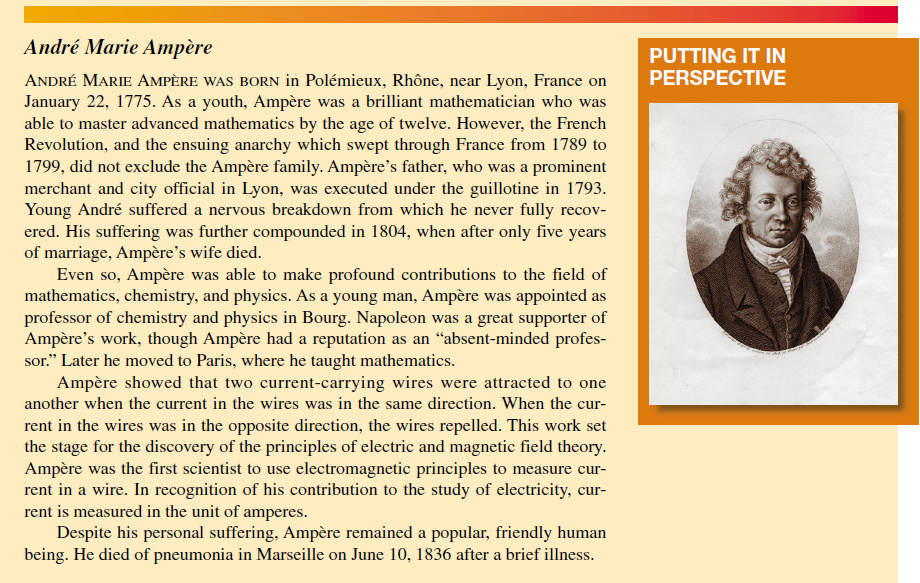 André Marie Ampère
ANDRÉ MARIE AMPÈRE WAS BORN in Polémieux, Rhône, near Lyon, France on
January 22, 1775. As a youth, Ampère was a brilliant mathematician who was
able to master advanced mathematics by the age of twelve. However, the French
Revolution, and the ensuing anarchy which swept through France from 1789 to
1799, did not exclude the Ampère family. Ampère’s father, who was a prominent
merchant and city official in Lyon, was executed under the guillotine in 1793.
Young André suffered a nervous breakdown from which he never fully recov-
ered. His suffering was further compounded in 1804, when after only five years
of marriage, Ampère’s wife died.
Even so, Ampère was able to make profound contributions to the field of
mathematics, chemistry, and physics. As a young man, Ampère was appointed as
professor of chemistry and physics in Bourg. Napoleon was a great supporter of
Ampère’s work, though Ampère had a reputation as an “absent-minded profes-
sor.” Later he moved to Paris, where he taught mathematics.
Ampère showed that two current-carrying wires were attracted to one
another when the current in the wires was in the same direction. When the cur-
rent in the wires was in the opposite direction, the wires repelled. This work set
the stage for the discovery of the principles of electric and magnetic field theory.
Ampère was the first scientist to use electromagnetic principles to measure cur-
rent in a wire. In recognition of his contribution to the study of electricity, cur-
rent is measured in the unit of amperes.
Despite his personal suffering, Ampère remained a popular, friendly human
being. He died of pneumonia in Marseille on June 10, 1836 after a brief illness.
PUTTING IT IN
PERSPECTIVE